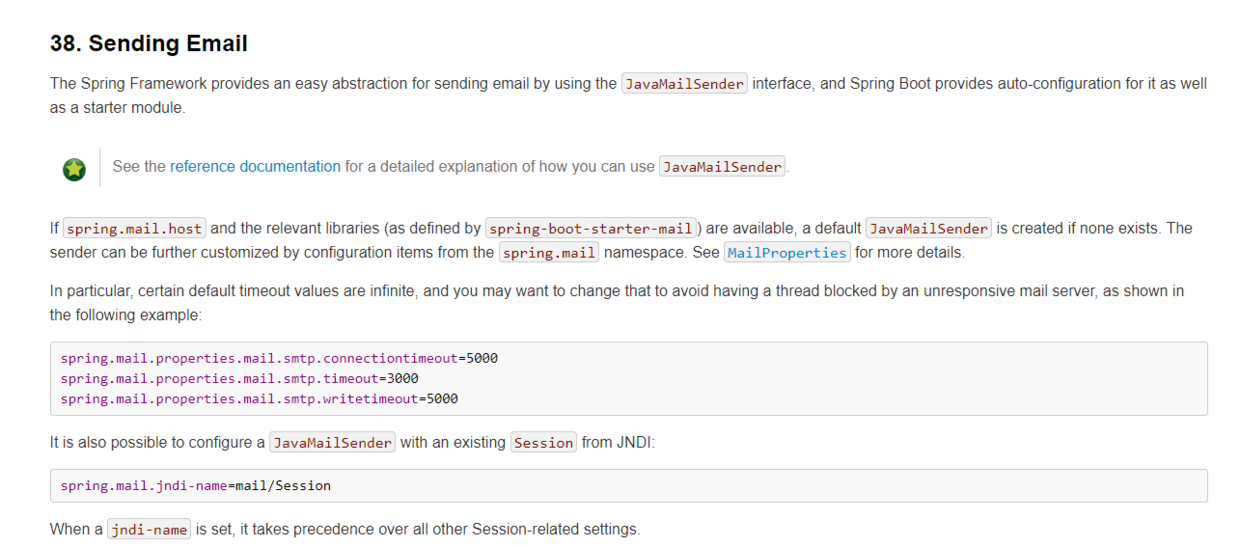 38. Sending Email
The Spring Framework provides an easy abstraction for sending email by using the JavaMailSender interface, and Spring Boot provides auto-configuration for it as well
as a starter module.
See the reference documentation for a detailed explanation of how you can use JavaMailSender.
If spring.mail.host and the relevant libraries (as defined by spring-boot-starter-mail) are available, a default JavaMailSender is created if none exists. The
sender can be further customized by configuration items from the spring.mail namespace. See MailProperties for more details.
In particular, certain default timeout values are infinite, and you may want to change that to avoid having a thread blocked by an unresponsive mail server, as shown in
the following example:
spring.mail.properties.mail.smtp.connectiontimeout=5000
spring.mail.properties.mail.smtp.timeout=3000
spring.mail.properties.mail.smtp.writetimeout=5000
It is also possible to configure a JavaMailSender with an existing Session from JNDI:
spring.mail.jndi-name=mail/Session
When a jndi-name is set, it takes precedence over all other Session-related settings.